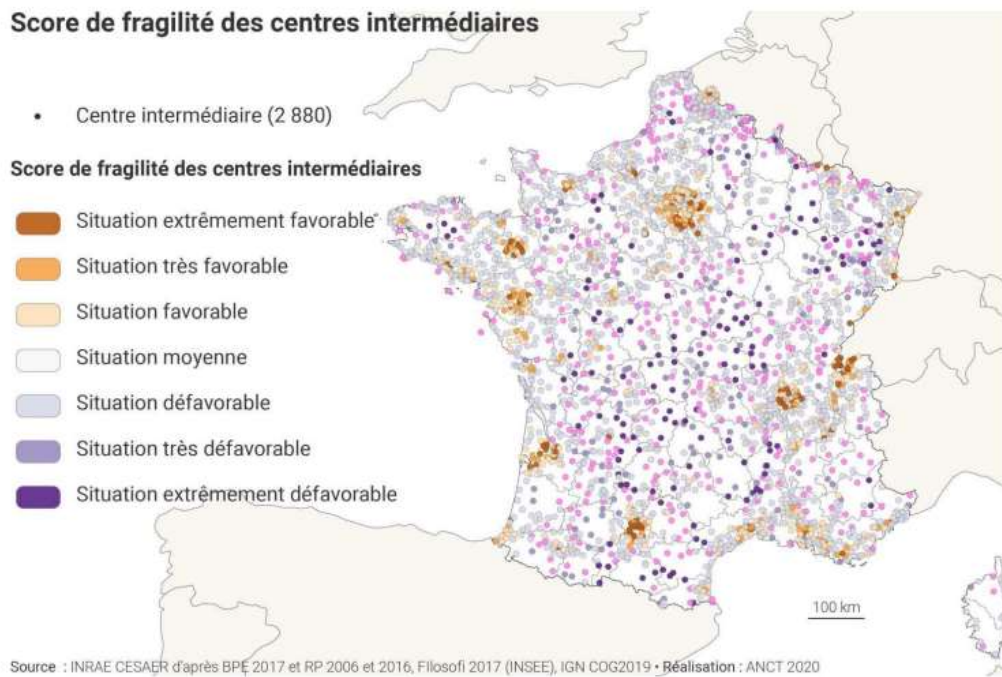 Score de fragilité des centres intermédiaires
Centre intermédiaire (2 880)
Score de fragilité des centres intermédiaires
Situation extrêmement favorable
Situation très favorable
Situation favorable
Situation moyenne
Situation défavorable
Situation très défavorable
Situation extrêmement défavorable
100 km
Source : INRAE CESAER d'après BPE 2017 et RP 2006 et 2016, FIlosofi 2017 (INSEE), IGN COG2019 • Réalisation : ANCT 2020